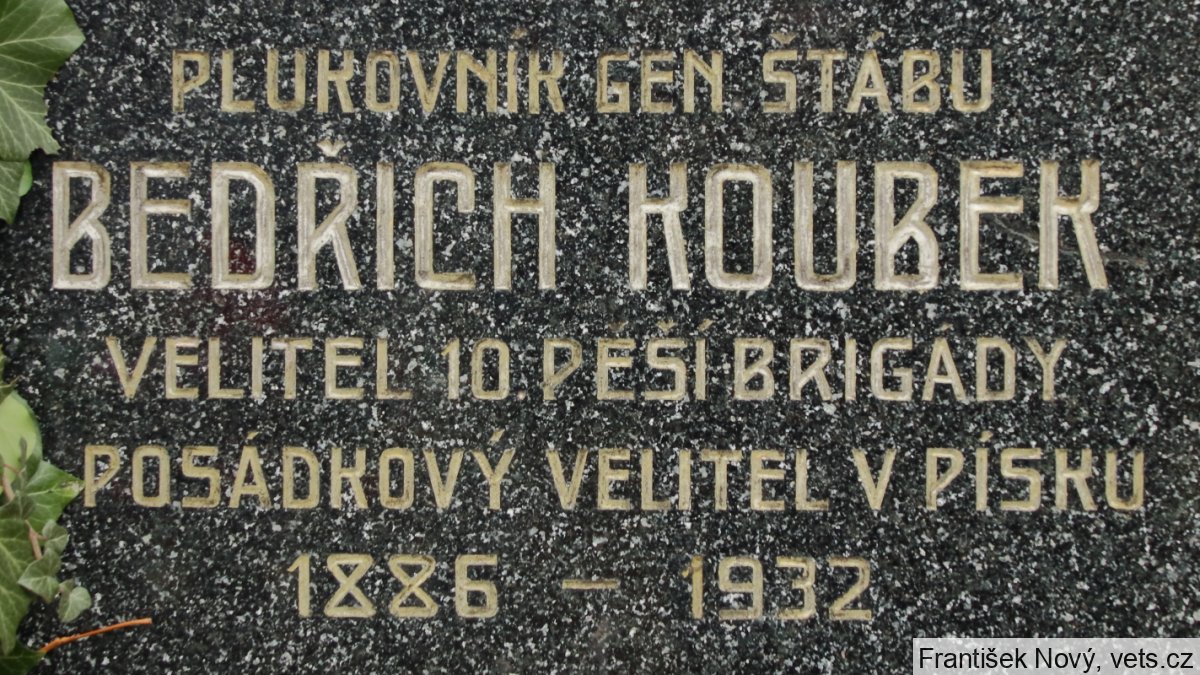 PLUKOVNÍK GEN ŠTÁBU
BEDŘICH KOUBEK
VELITEL 10. PĚŠÍ BRIGÁDY
POSÁDKOVÝ VELITEL V PÍSKU
1886 – 1932
František Nový, vets.cz